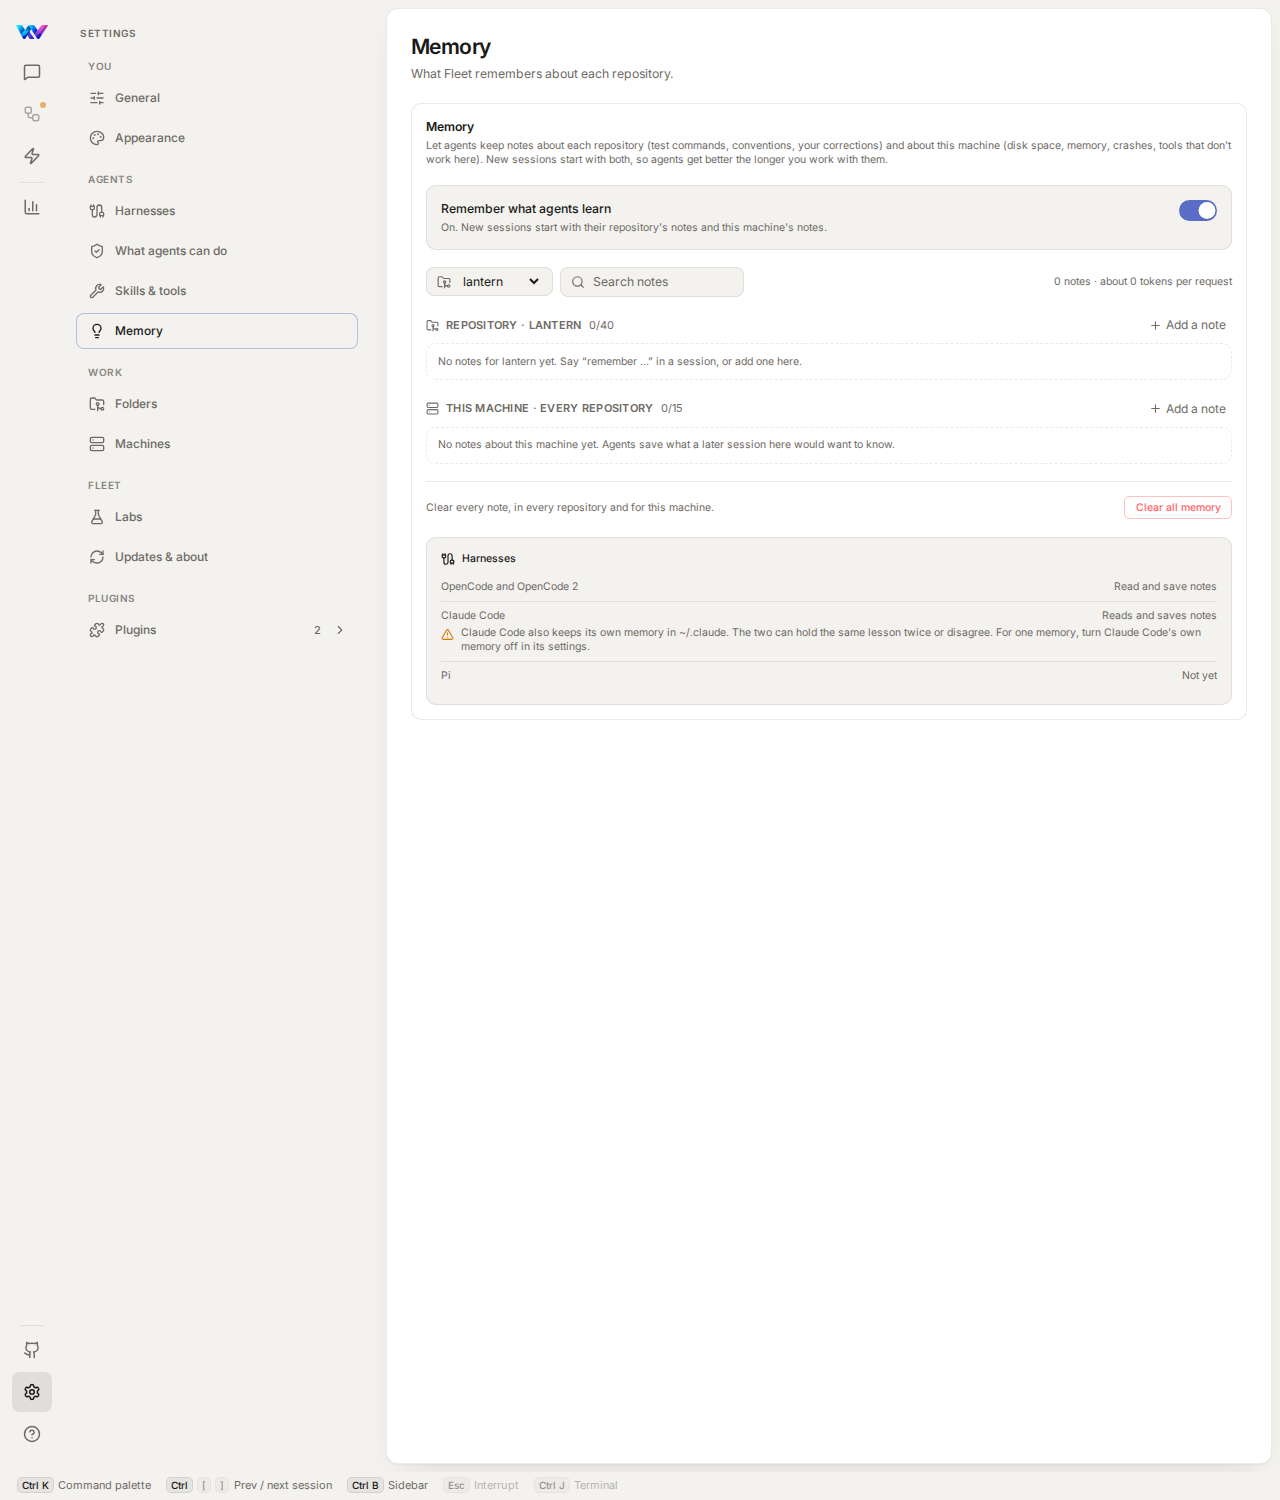 SETTINGS
YOU
General
Appearance
AGENTS
Harnesses
What agents can do
Skills & tools
Memory
WORK
Folders
Machines
FLEET
Labs
Updates & about
PLUGINS
Plugins 2
Memory
What Fleet remembers about each repository.
Memory
Let agents keep notes about each repository (test commands, conventions, your corrections) and about this machine (disk space, memory, crashes, tools that don't
work here). New sessions start with both, so agents get better the longer you work with them.
Remember what agents learn
On. New sessions start with their repository's notes and this machine's notes.
lantern Search notes 0 notes · about 0 tokens per request
REPOSITORY · LANTERN 0/40 Add a note
No notes for lantern yet. Say “remember …” in a session, or add one here.
THIS MACHINE · EVERY REPOSITORY 0/15 Add a note
No notes about this machine yet. Agents save what a later session here would want to know.
Clear every note, in every repository and for this machine. Clear all memory
Harnesses
OpenCode and OpenCode 2 Read and save notes
Claude Code Reads and saves notes
Claude Code also keeps its own memory in ~/.claude. The two can hold the same lesson twice or disagree. For one memory, turn Claude Code's own
memory off in its settings.
Pi Not yet
Ctrl K Command palette Ctrl [ ] Prev / next session Ctrl B Sidebar Esc Interrupt Ctrl J Terminal